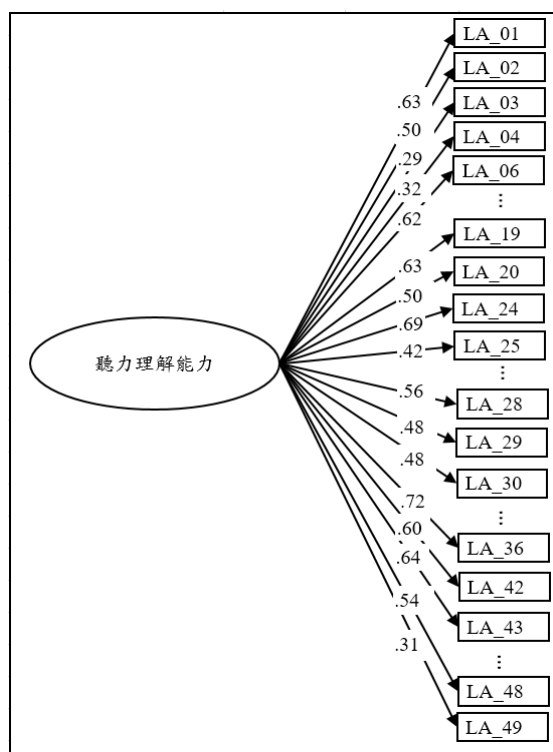 LA_01
LA_02
LA_03
LA_04
LA_06
⋮
LA_19
LA_20
LA_24
LA_25
⋮
LA_28
LA_29
LA_30
⋮
LA_36
LA_42
LA_43
⋮
LA_48
LA_49
.63
.50
.29
.32
.62
.63
.50
.69
.42
.56
.48
.48
.72
.60
.64
.54
.31
聽力理解能力